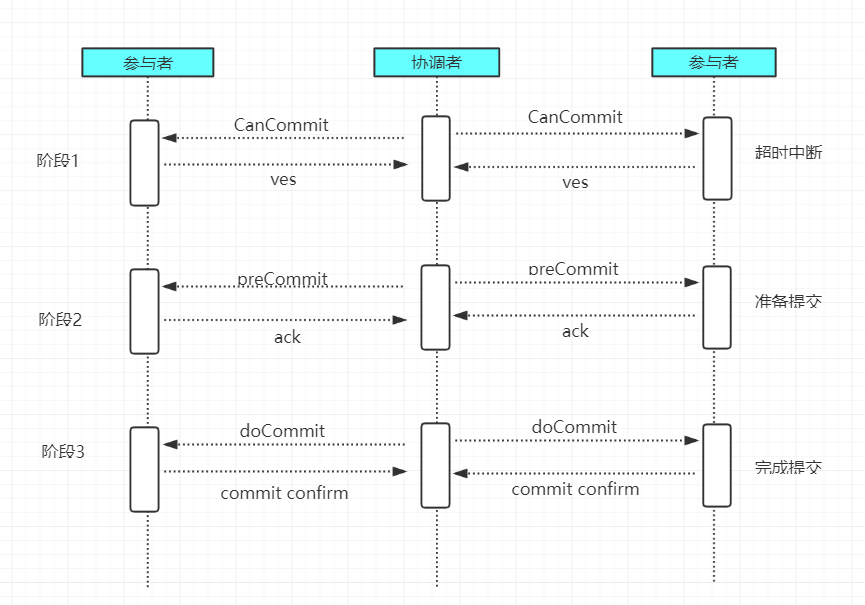 参与者
协调者
参与者
CanCommit
CanCommit
阶段1
超时中断
yes
yes
preCommit
preCommit
阶段2
准备提交
ack
ack
doCommit
doCommit
阶段3
完成提交
commit confirm
commit confirm